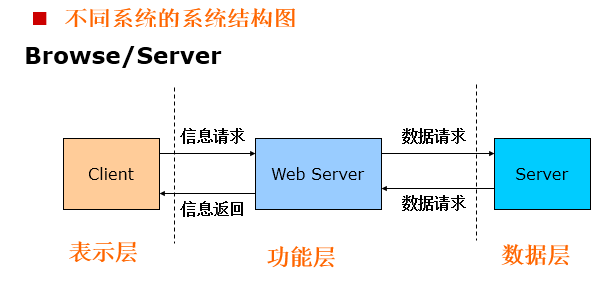 不同系统的系统结构图
Browse/Server
信息请求
数据请求
Client
Web Server
Server
信息返回
数据请求
表示层
功能层
数据层